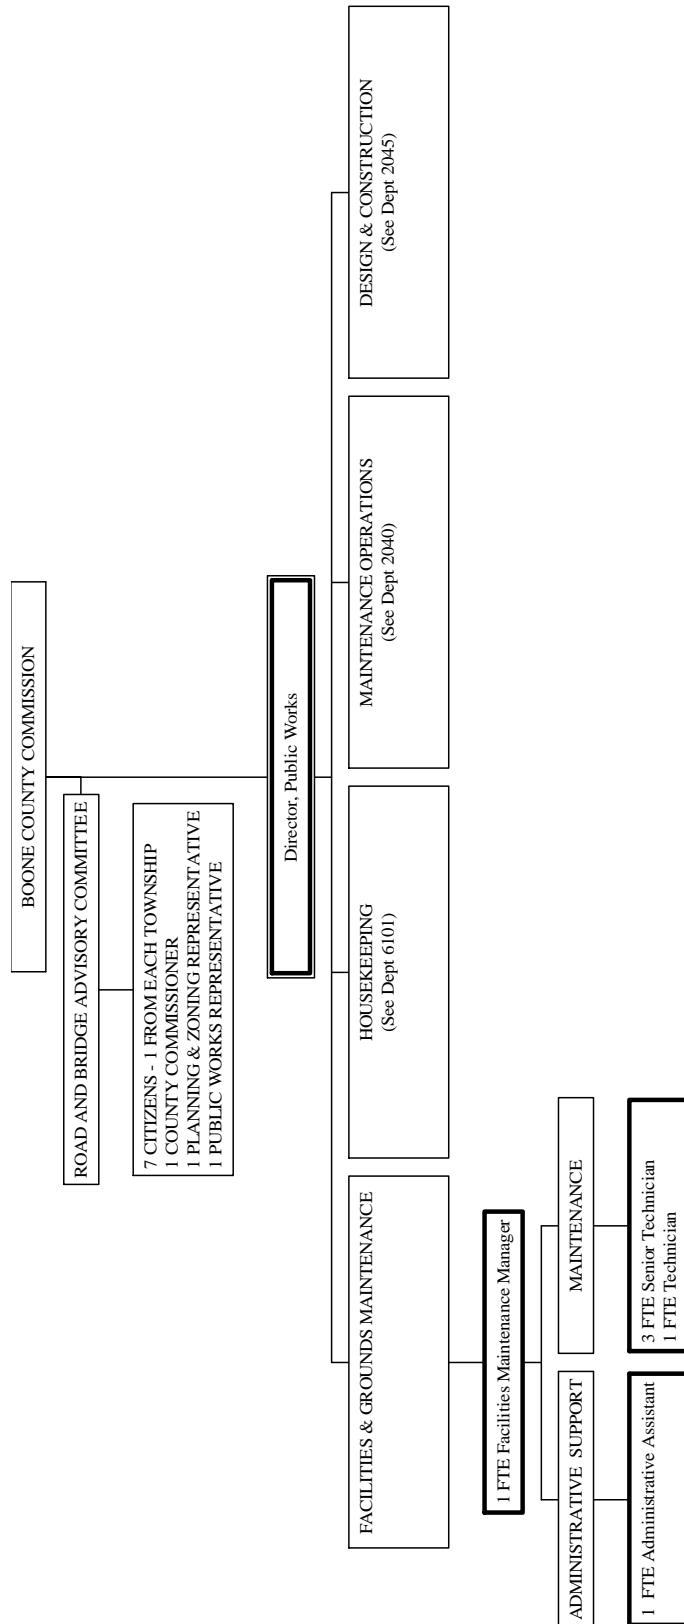 BOONE COUNTY COMMISSION
ROAD AND BRIDGE ADVISORY COMMITTEE
7 CITIZENS - 1 FROM EACH TOWNSHIP
1 COUNTY COMMISSIONER
1 PLANNING & ZONING REPRESENTATIVE
1 PUBLIC WORKS REPRESENTATIVE
Director, Public Works
FACILITIES & GROUNDS MAINTENANCE
HOUSEKEEPING
(See Dept 6101)
MAINTENANCE OPERATIONS
(See Dept 2040)
DESIGN & CONSTRUCTION
(See Dept 2045)
1 FTE Facilities Maintenance Manager
ADMINISTRATIVE SUPPORT
MAINTENANCE
1 FTE Administrative Assistant
3 FTE Senior Technician
1 FTE Technician